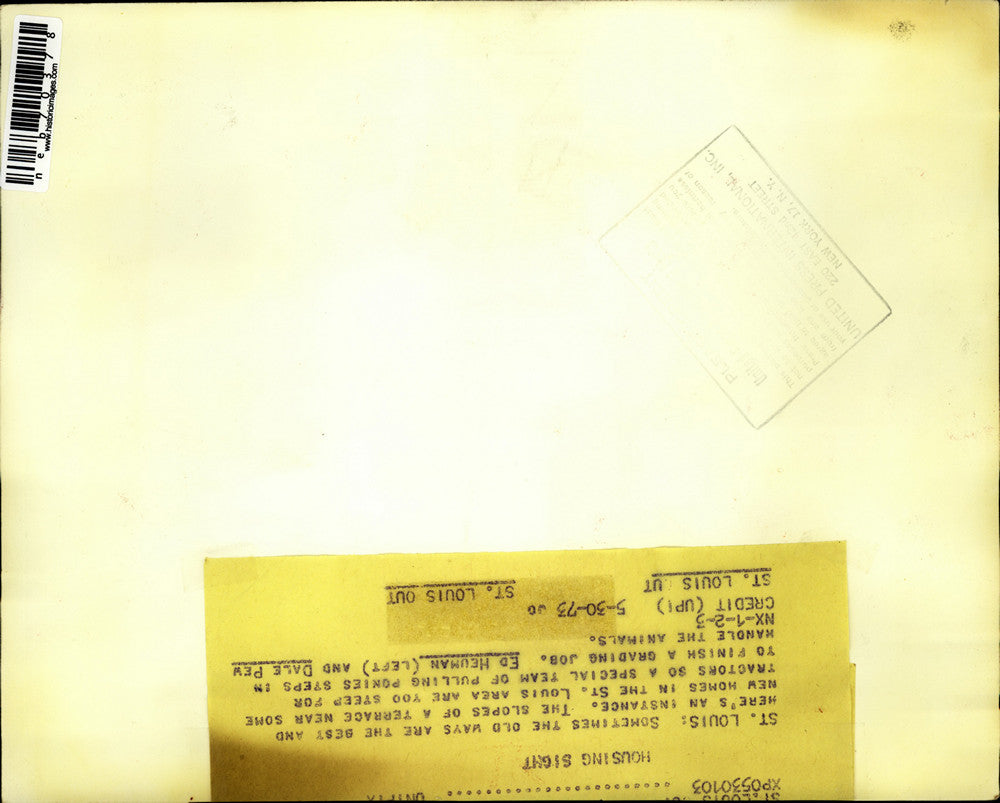 ST. LOUIS
XP0530103 UNIFIX
HOUSING SIGHT
ST. LOUIS: SOMETIMES THE OLD WAYS ARE THE BEST AND
HERE'S AN INSTANCE. THE SLOPES OF A TERRACE NEAR SOME
NEW HOMES IN THE ST. LOUIS AREA ARE TOO STEEP FOR
TRACTORS SO A SPECIAL TEAM OF PULLING PONIES STEPS IN
TO FINISH A GRADING JOB. ED HEUMAN (LEFT) AND DALE PEW
HANDLE THE ANIMALS.
NX-1-2-3
CREDIT (UPI) 5-30-73 JO
ST. LOUIS OUT ST. LOUIS OUT
UNITED PRESS INTERNATIONAL, INC.
220 EAST 42nd STREET
NEW YORK 17, N. Y.
neb70378
www.historicimages.com